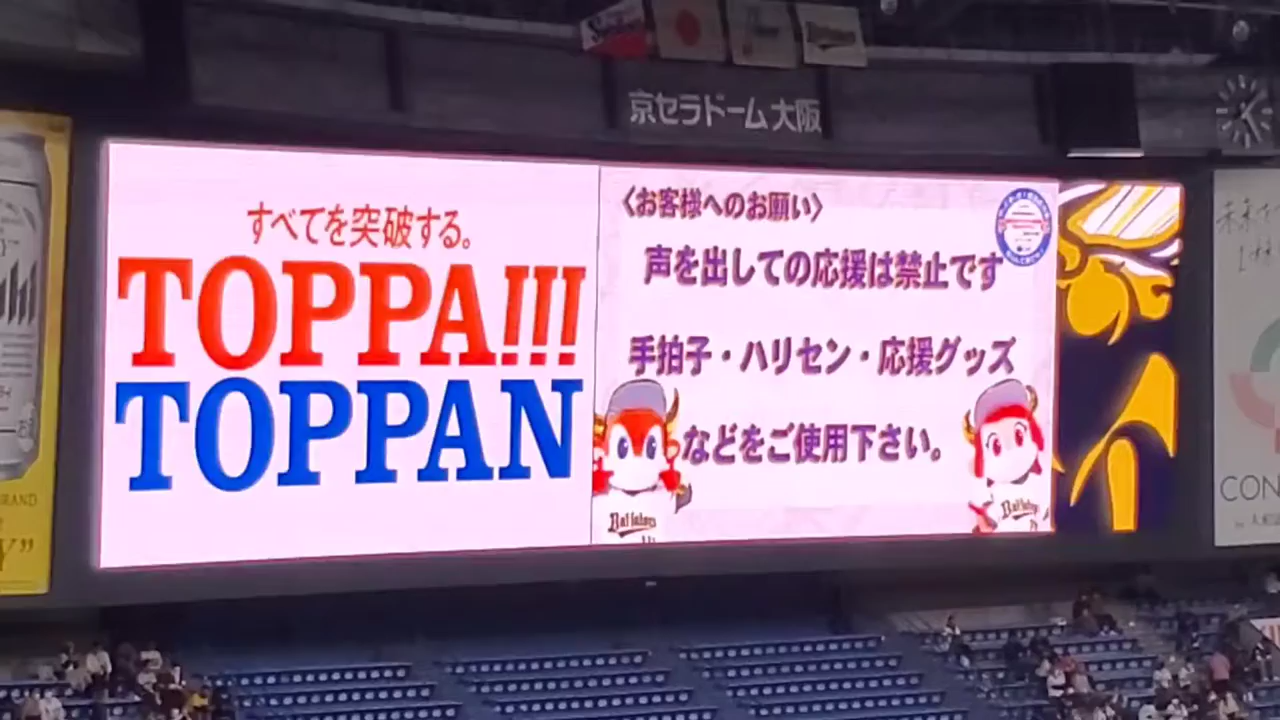 京セラドーム大阪
すべてを突破する。
TOPPA!!!
TOPPAN
〈お客様へのお願い〉
声を出しての応援は禁止です
手拍子・ハリセン・応援グッズ
などをご使用下さい。
Buffaloes
Buffaloes
CON